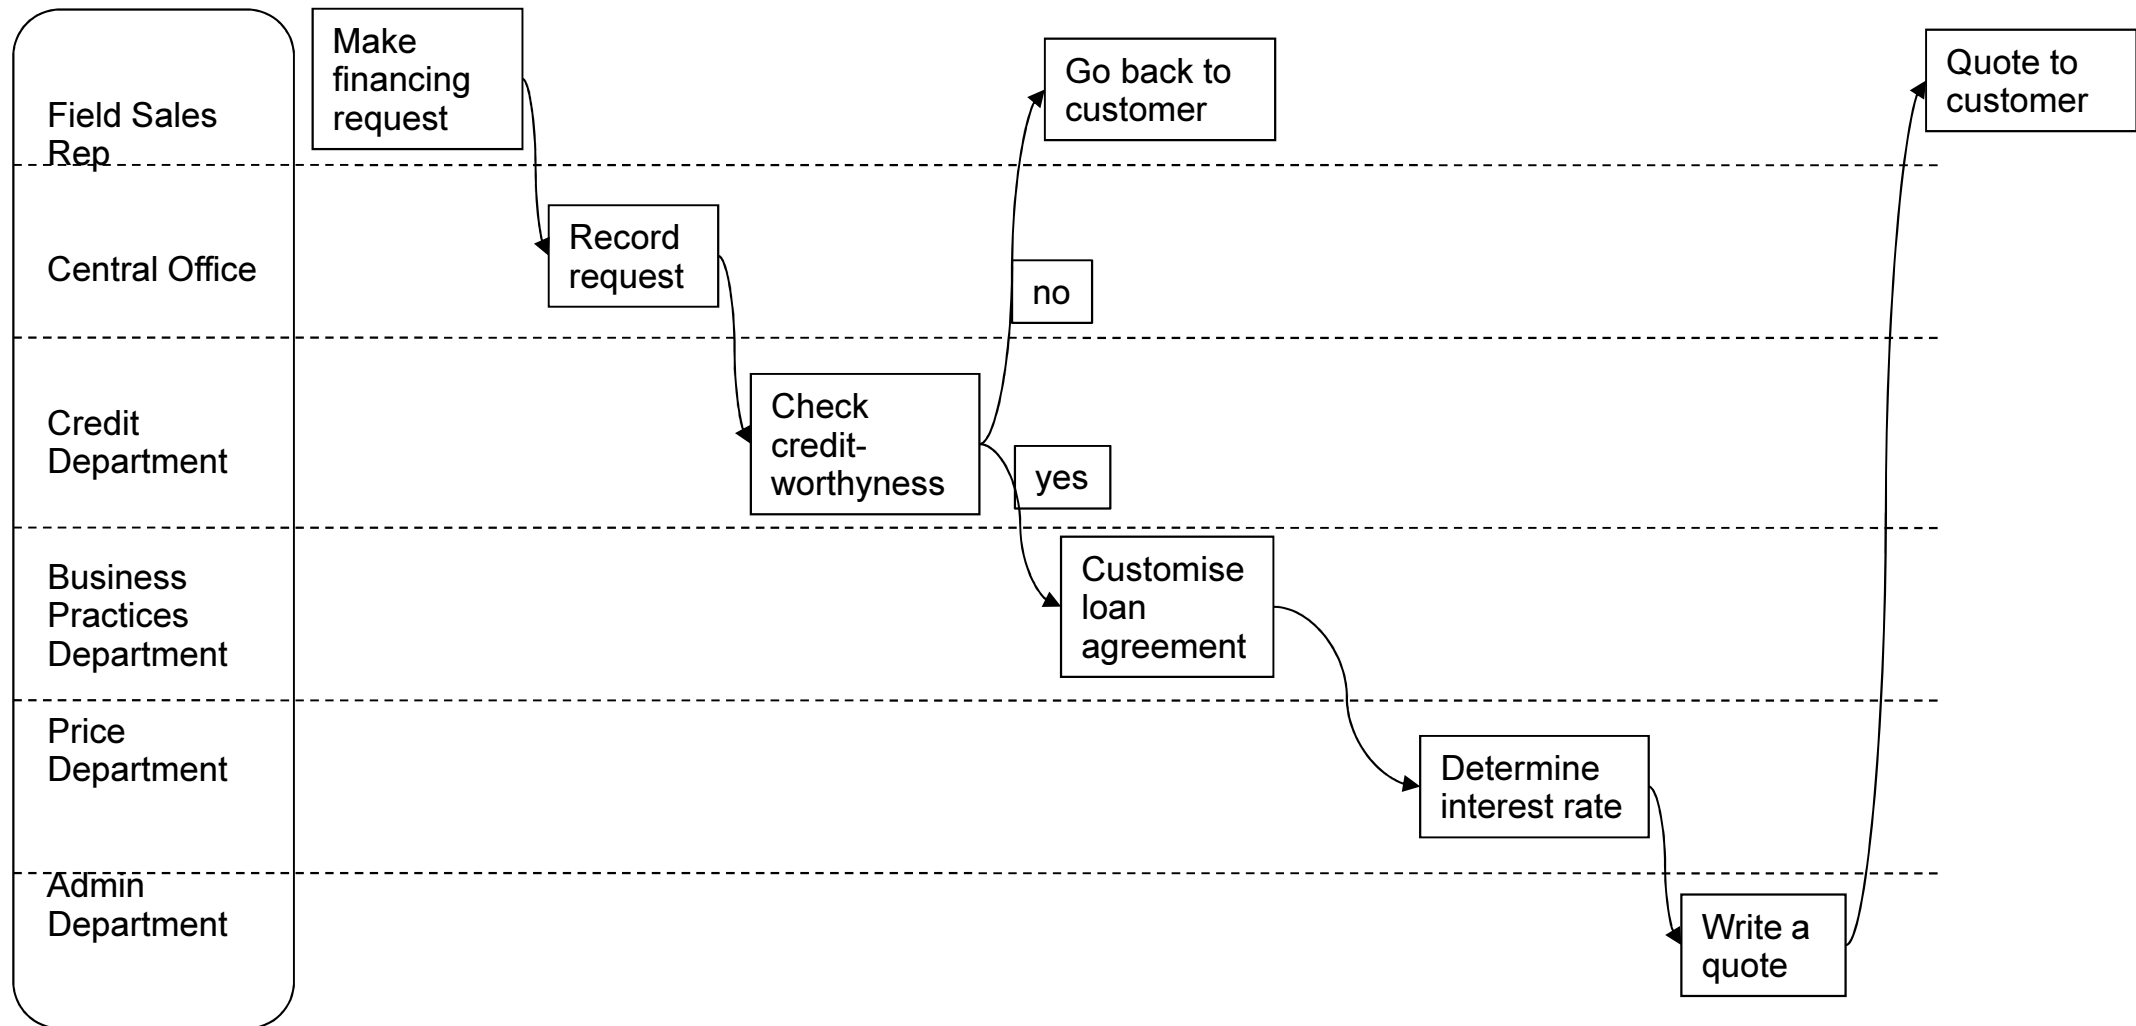 Field Sales
Rep
Central Office
Credit
Department
Business
Practices
Department
Price
Department
Admin
Department
Make
financing
request
Record
request
Check
credit-
worthyness
no
yes
Go back to
customer
Customise
loan
agreement
Determine
interest rate
Write a
quote
Quote to
customer